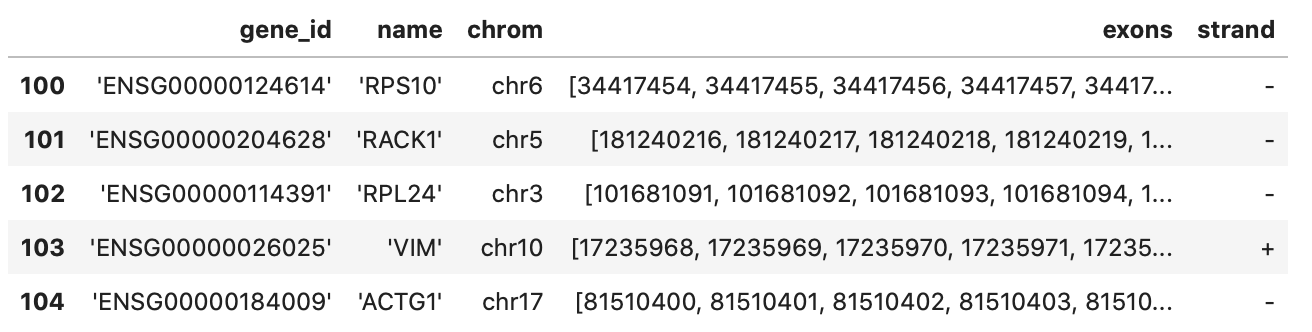 gene_id name chrom exons strand
100 'ENSG00000124614' 'RPS10' chr6 [34417454, 34417455, 34417456, 34417457, 34417... -
101 'ENSG00000204628' 'RACK1' chr5 [181240216, 181240217, 181240218, 181240219, 1... -
102 'ENSG00000114391' 'RPL24' chr3 [101681091, 101681092, 101681093, 101681094, 1... -
103 'ENSG00000026025' 'VIM' chr10 [17235968, 17235969, 17235970, 17235971, 17235... +
104 'ENSG00000184009' 'ACTG1' chr17 [81510400, 81510401, 81510402, 81510403, 81510... -